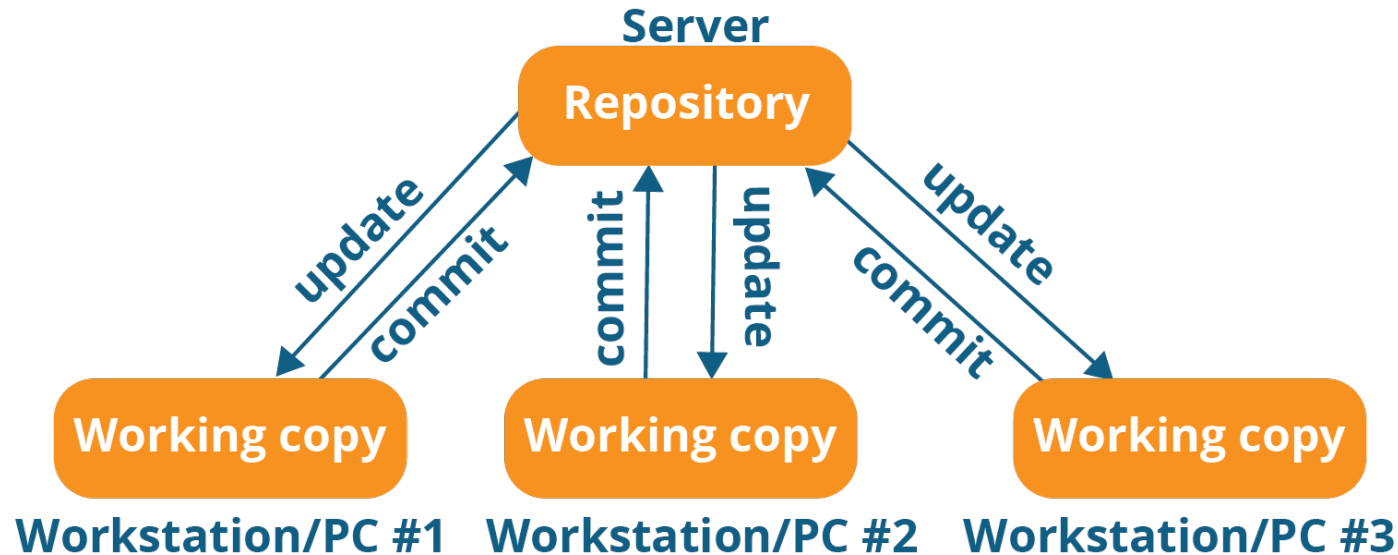 Server
Repository
update
commit
commit
update
update
commit
Working copy
Working copy
Working copy
Workstation/PC #1
Workstation/PC #2
Workstation/PC #3